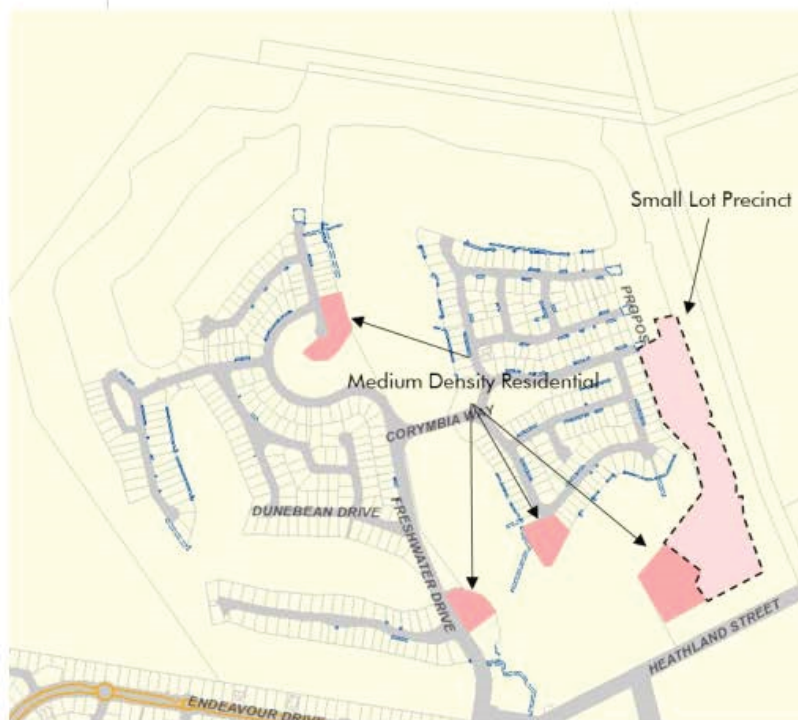 Small Lot Precinct
PROPOS
Medium Density Residential
CORYMBIA WAY
DUNEBEAN DRIVE
FRESHWATER DRIVE
HEATHLAND STREET
ENDEAVOUR DRIVE